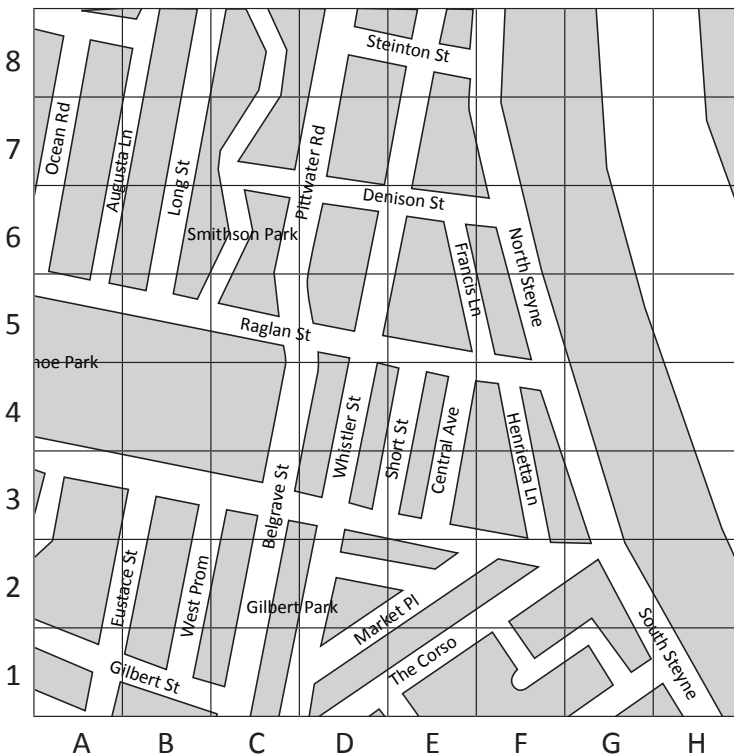 8
Steinton St
7
Ocean Rd
Augusta Ln
Long St
Pittwater Rd
Denison St
6
Smithson Park
Francis Ln
North Steyne
5
Raglan St
hoe Park
4
Whistler St
Short St
Central Ave
Henrietta Ln
3
Belgrave St
2
Eustace St
West Prom
Gilbert Park
Market Pl
South Steyne
1
Gilbert St
The Corso
A B C D E F G H